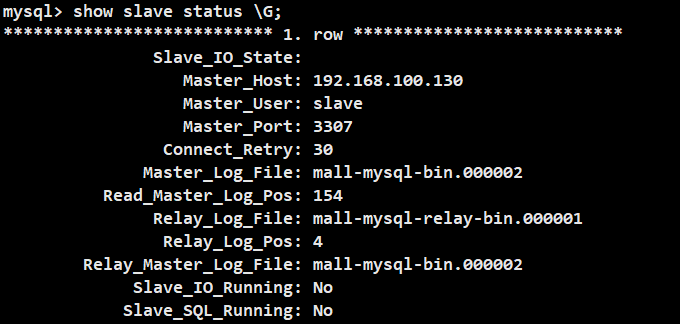 mysql> show slave status \G;
*************************** 1. row ***************************
Slave_IO_State:
Master_Host: 192.168.100.130
Master_User: slave
Master_Port: 3307
Connect_Retry: 30
Master_Log_File: mall-mysql-bin.000002
Read_Master_Log_Pos: 154
Relay_Log_File: mall-mysql-relay-bin.000001
Relay_Log_Pos: 4
Relay_Master_Log_File: mall-mysql-bin.000002
Slave_IO_Running: No
Slave_SQL_Running: No